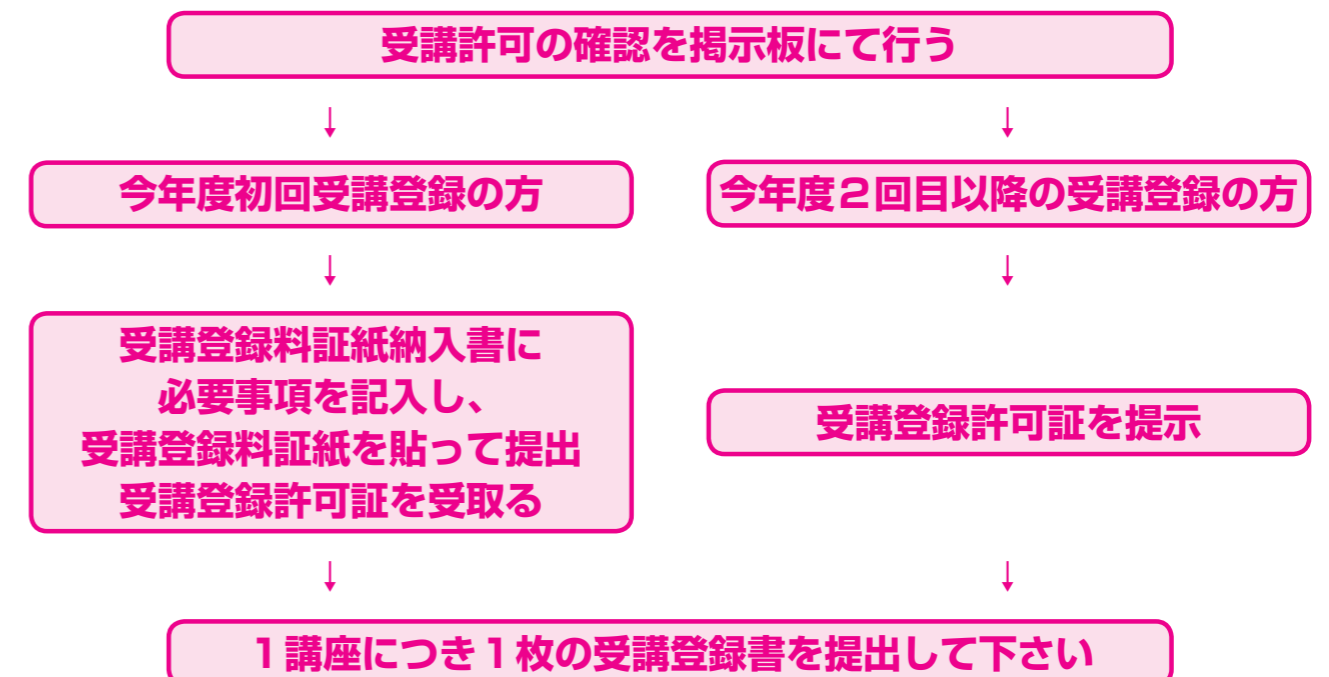 受講許可の確認を掲示板にて行う
↓
↓
今年度初回受講登録の方
今年度２回目以降の受講登録の方
↓
↓
受講登録料証紙納入書に
必要事項を記入し、
受講登録料証紙を貼って提出
受講登録許可証を受取る
受講登録許可証を提示
↓
↓
１講座につき１枚の受講登録書を提出して下さい